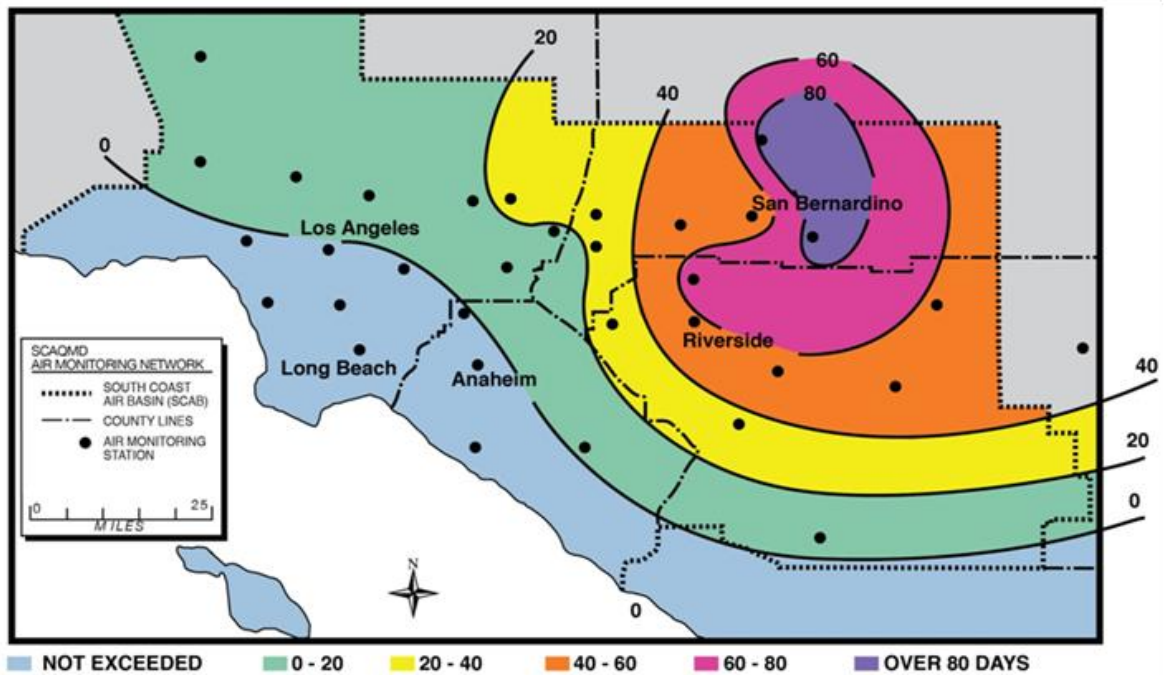 20
60
40
80
0
San Bernardino
Los Angeles
Riverside
SCAQMD
AIR MONITORING NETWORK
SOUTH COAST
AIR BASIN (SCAB)
COUNTY LINES
AIR MONITORING
STATION
0 25
MILES
Long Beach
Anaheim
40
20
0
N
0
NOT EXCEEDED 0 - 20 20 - 40 40 - 60 60 - 80 OVER 80 DAYS